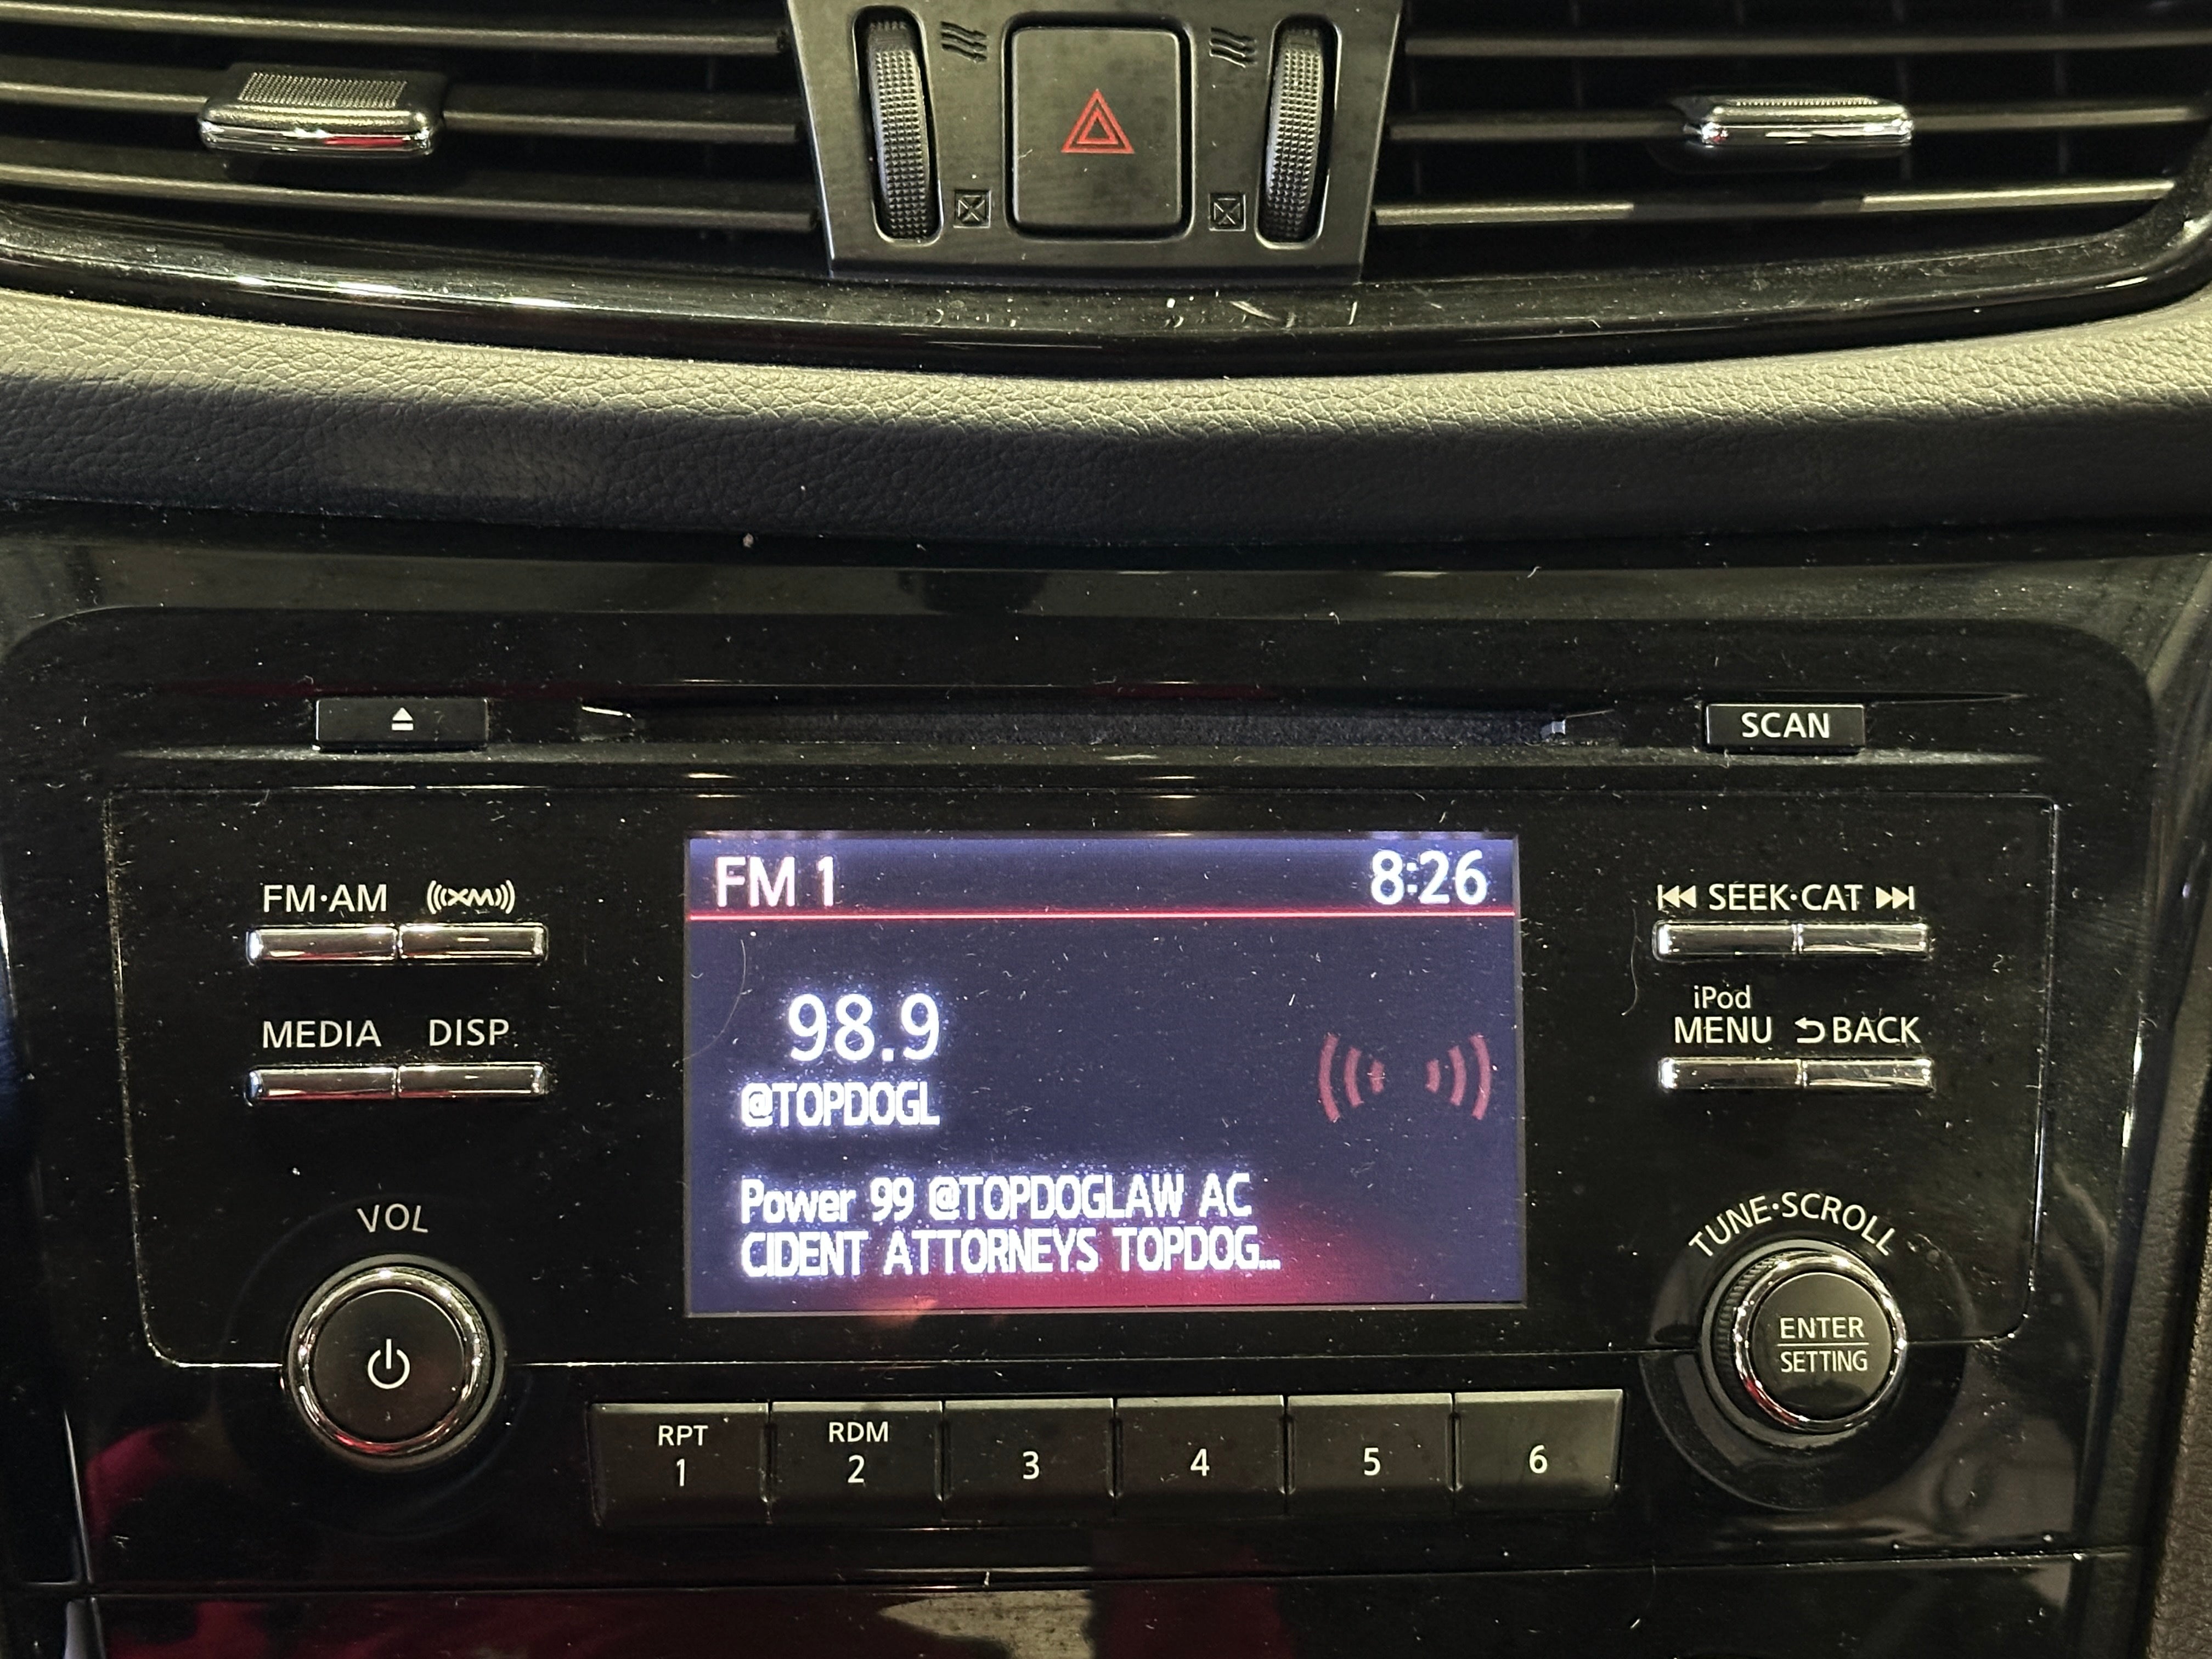 SCAN
FM·AM XM
SEEK·CAT
MEDIA DISP
iPod
MENU BACK
FM 1 8:26
98.9
@TOPDOGL
Power 99 @TOPDOGLAW AC
CIDENT ATTORNEYS TOPDOG...
VOL
TUNE·SCROLL
ENTER
SETTING
RPT
1
RDM
2
3
4
5
6